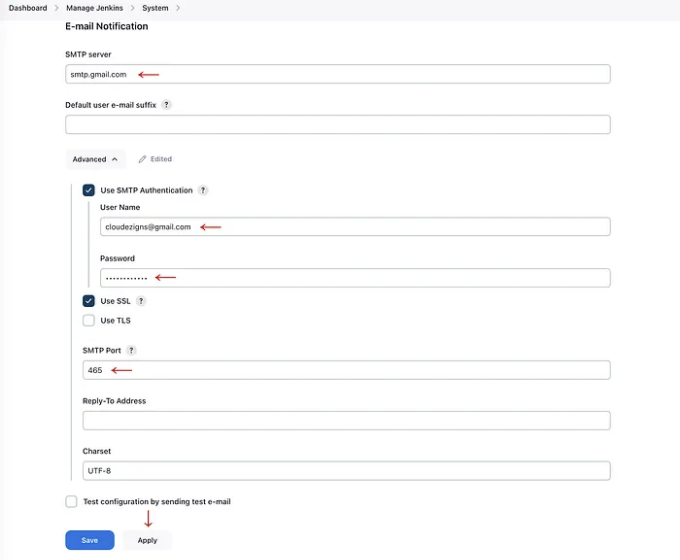 Dashboard > Manage Jenkins > System >
E-mail Notification
SMTP server
smtp.gmail.com
Default user e-mail suffix ?
Advanced Edited
Use SMTP Authentication ?
User Name
cloudezigns@gmail.com
Password
............
Use SSL ?
Use TLS
SMTP Port ?
465
Reply-To Address
Charset
UTF-8
Test configuration by sending test e-mail
Save Apply